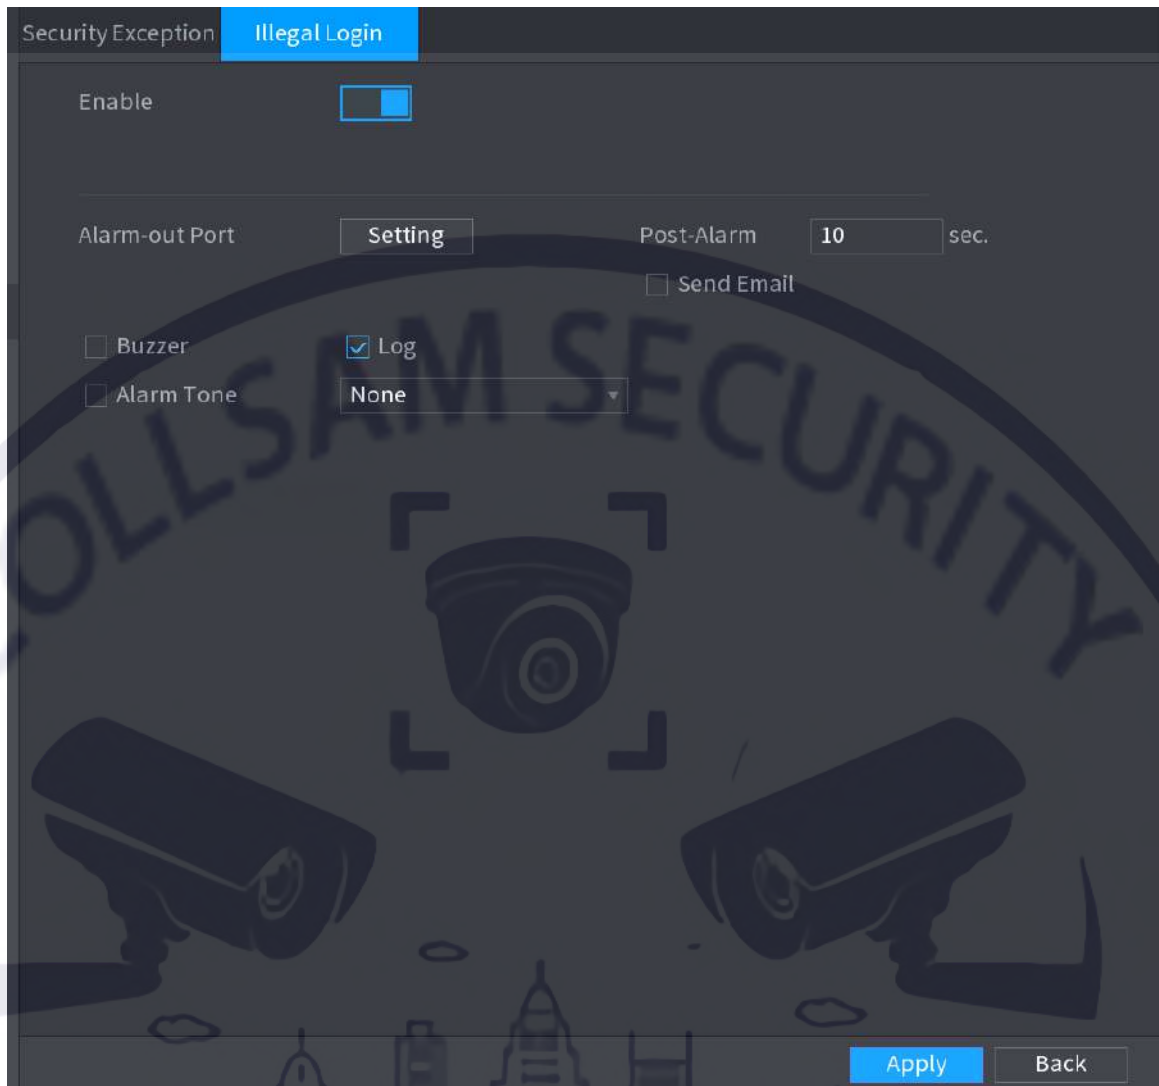 Security Exception Illegal Login
Enable
Alarm-out Port Setting Post-Alarm 10 sec.
Send Email
Buzzer Log
Alarm Tone None
OLLSAM SECURITY
Apply Back